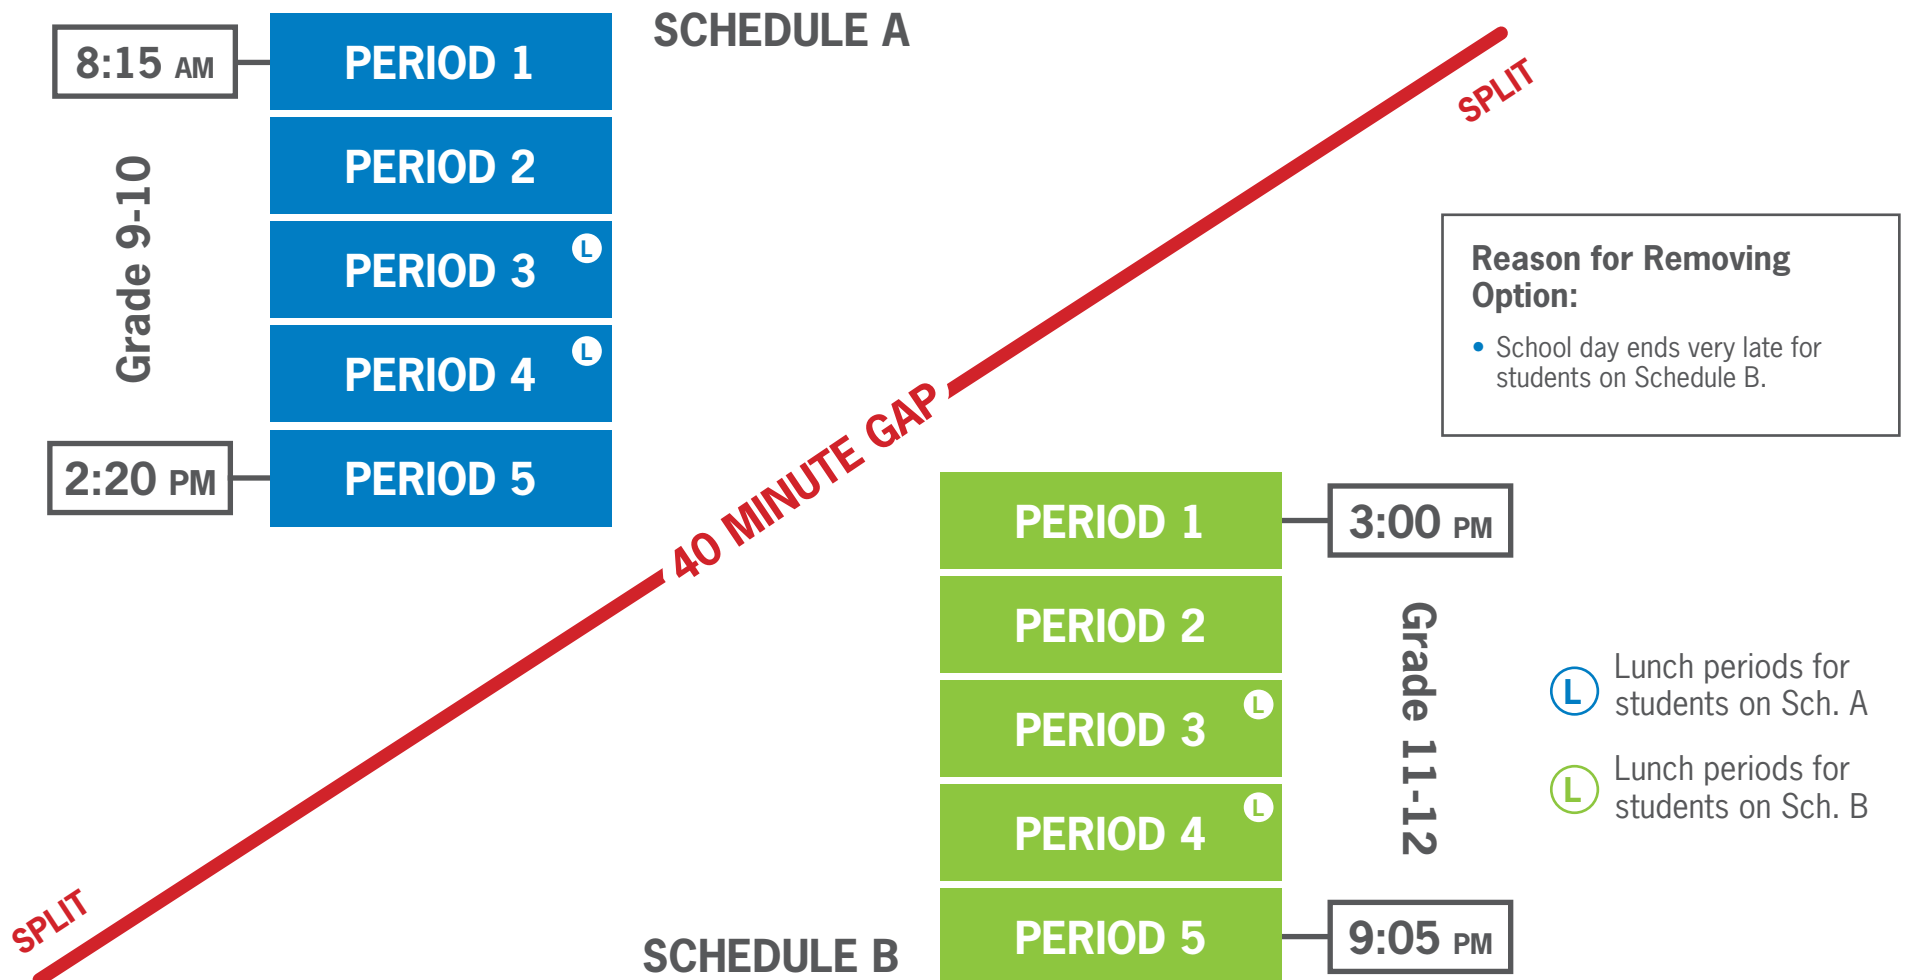 SCHEDULE A
8:15 AM
PERIOD 1
PERIOD 2
PERIOD 3 L
PERIOD 4 L
PERIOD 5
Grade 9-10
2:20 PM
SPLIT
40 MINUTE GAP
SPLIT
Reason for Removing
Option:
• School day ends very late for
students on Schedule B.
PERIOD 1
3:00 PM
PERIOD 2
PERIOD 3 L
PERIOD 4 L
PERIOD 5
Grade 11-12
9:05 PM
SCHEDULE B
L Lunch periods for
students on Sch. A
L Lunch periods for
students on Sch. B